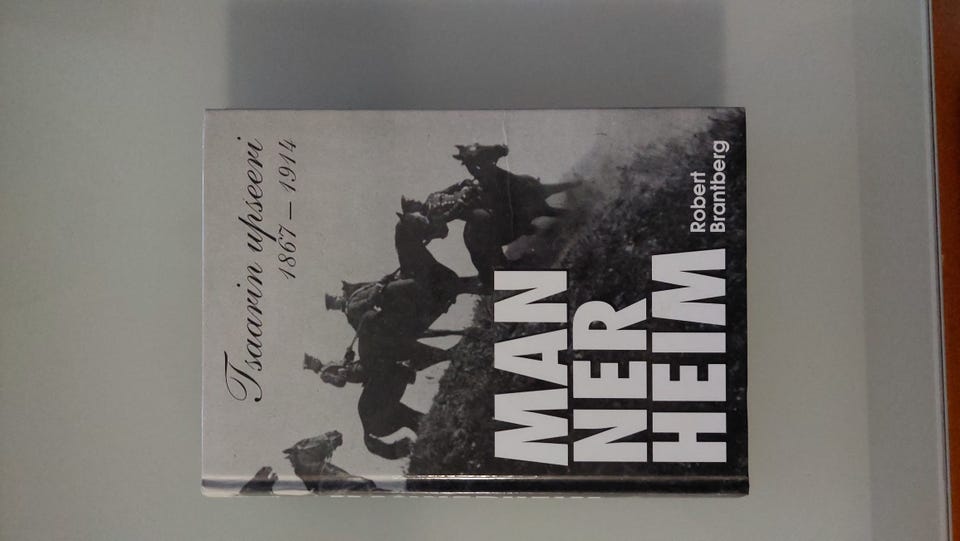 Tsaarin upseeri
1867 – 1914
MAN
NER
HEIM
Robert
Brantberg